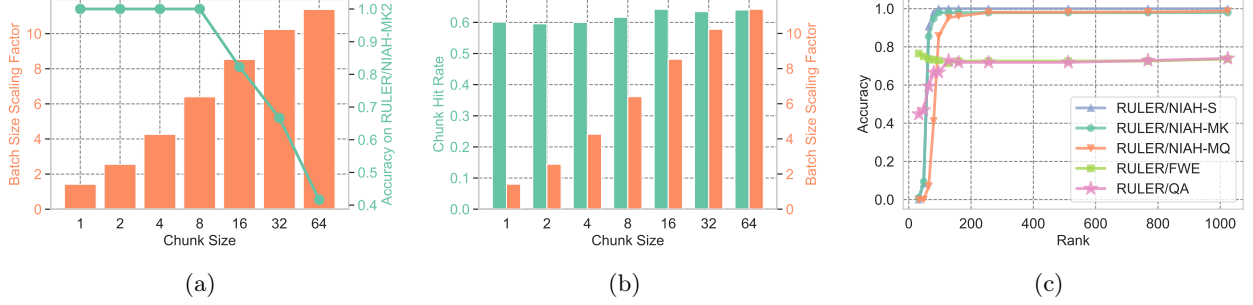 Batch Size Scaling Factor
10
8
6
4
2
0
1 2 4 8 16 32 64
Chunk Size
1.0
0.9
0.8
0.7
0.6
0.5
0.4
Accuracy on RULER/NIAH-MK2
(a)
Chunk Hit Rate
0.6
0.5
0.4
0.3
0.2
0.1
0.0
1 2 4 8 16 32 64
Chunk Size
10
8
6
4
2
0
Batch Size Scaling Factor
(b)
Accuracy
1.0
0.8
0.6
0.4
0.2
0.0
0 200 400 600 800 1000
Rank
RULER/NIAH-S
RULER/NIAH-MK
RULER/NIAH-MQ
RULER/FWE
RULER/QA
(c)